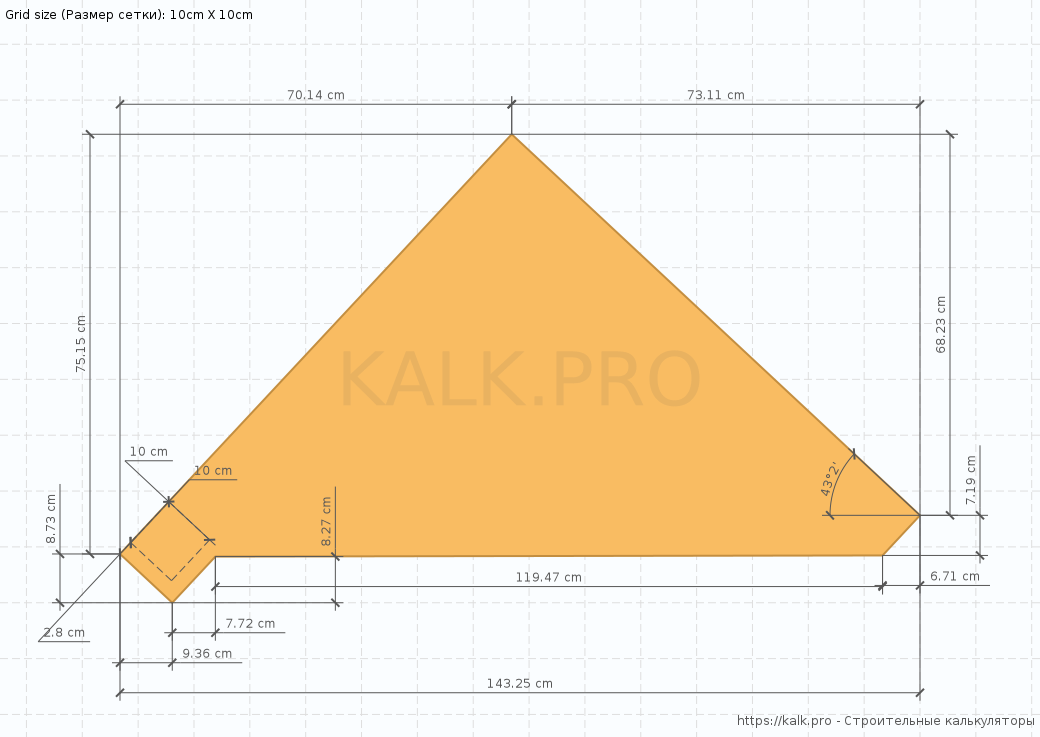 Grid size (Размер сетки): 10cm X 10cm
70.14 cm
73.11 cm
75.15 cm
68.23 cm
KALK.PRO
10 cm
10 cm
43°2'
7.19 cm
8.73 cm
8.27 cm
119.47 cm
6.71 cm
2.8 cm
7.72 cm
9.36 cm
143.25 cm
https://kalk.pro - Строительные калькуляторы